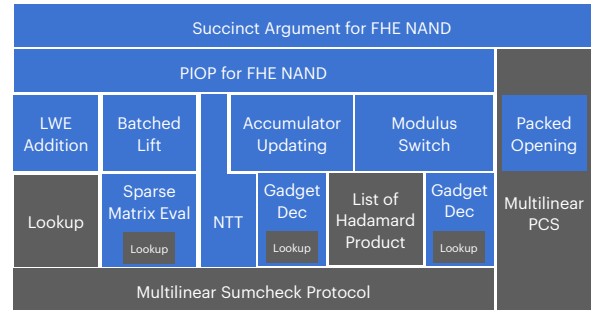 Succinct Argument for FHE NAND
PIOP for FHE NAND
LWE
Addition
Batched
Lift
Accumulator
Updating
Modulus
Switch
Packed
Opening
Lookup
Sparse
Matrix Eval
Lookup
NTT
Gadget
Dec
Lookup
List of
Hadamard
Product
Gadget
Dec
Lookup
Multilinear
PCS
Multilinear Sumcheck Protocol